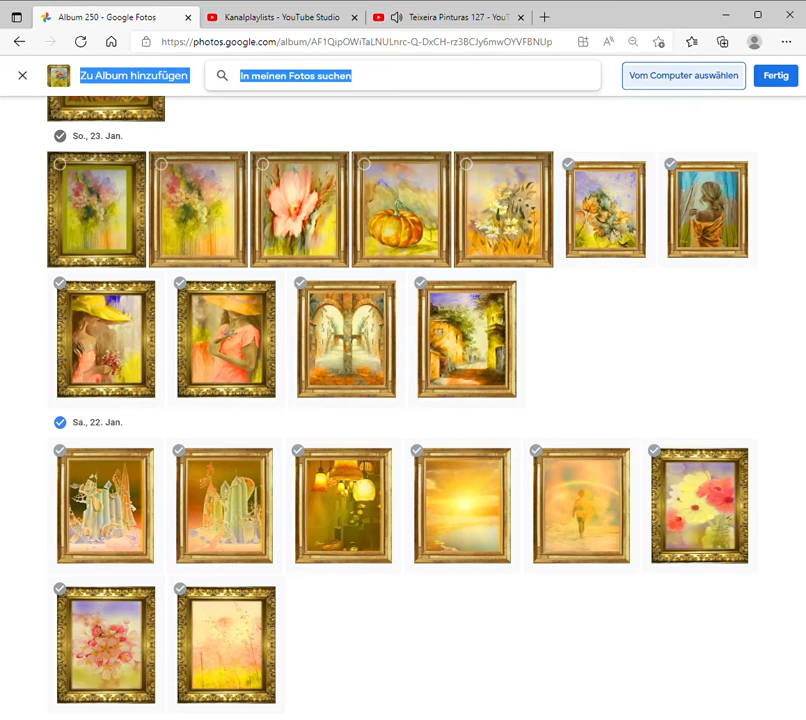 Album 250 - Google Fotos
Kanalplaylists - YouTube Studio
Teixeira Pinturas 127 - YouT
https://photos.google.com/album/AF1QipOWiTaLNULnrc-Q-DxCH-rz3BCJy6mwOYVFBNUp
Zu Album hinzufügen
In meinen Fotos suchen
Vom Computer auswählen
Fertig
So., 23. Jan.
Sa., 22. Jan.